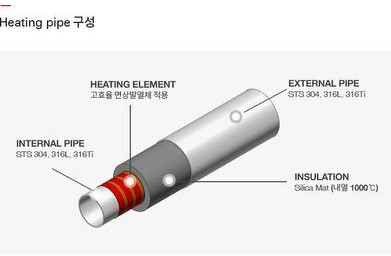 Heating pipe 구성
HEATING ELEMENT
고효율 면상발열체 적용
EXTERNAL PIPE
STS 304, 316L, 316Ti
INTERNAL PIPE
STS 304, 316L, 316Ti
INSULATION
Silica Mat (내열 1000℃)